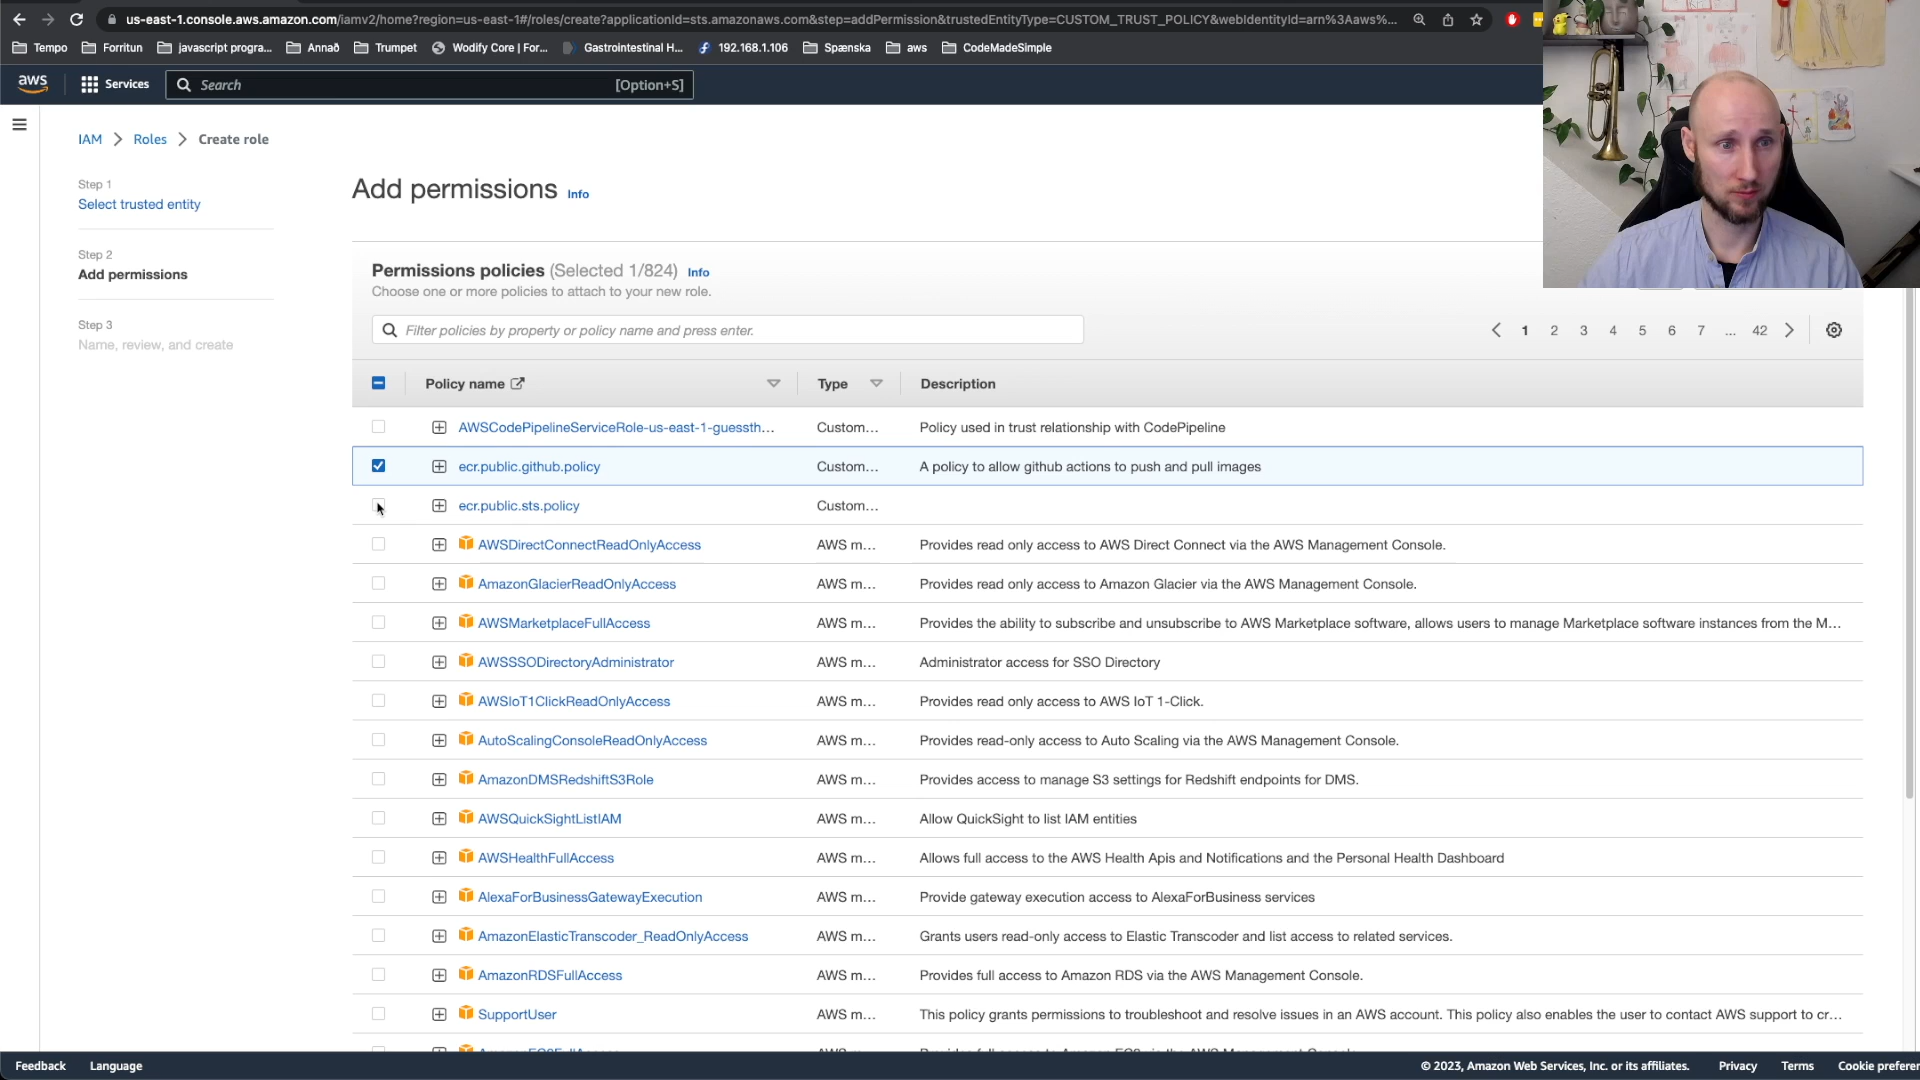 us-east-1.console.aws.amazon.com/iamv2/home?region=us-east-1#/roles/create?applicationId=sts.amazonaws.com&step=addPermission&trustedEntityType=CUSTOM_TRUST_POLICY&webIdentityId=arn%3Aaws%...
Tempo Forritun javascript progra... Annað Trumpet Wodify Core | For... Gastrointestinal H... 192.168.1.106 Spænska aws CodeMadeSimple
aws Services Search [Option+S]
IAM > Roles > Create role
Step 1
Select trusted entity
Step 2
Add permissions
Step 3
Name, review, and create
Add permissions Info
Permissions policies (Selected 1/824) Info
Choose one or more policies to attach to your new role.
Filter policies by property or policy name and press enter.
< 1 2 3 4 5 6 7 ... 42 >
Policy name Type Description
AWSCodePipelineServiceRole-us-east-1-guessth... Custom... Policy used in trust relationship with CodePipeline
ecr.public.github.policy Custom... A policy to allow github actions to push and pull images
ecr.public.sts.policy Custom...
AWSDirectConnectReadOnlyAccess AWS m... Provides read only access to AWS Direct Connect via the AWS Management Console.
AmazonGlacierReadOnlyAccess AWS m... Provides read only access to Amazon Glacier via the AWS Management Console.
AWSMarketplaceFullAccess AWS m... Provides the ability to subscribe and unsubscribe to AWS Marketplace software, allows users to manage Marketplace software instances from the M...
AWSSSODirectoryAdministrator AWS m... Administrator access for SSO Directory
AWSIoT1ClickReadOnlyAccess AWS m... Provides read only access to AWS IoT 1-Click.
AutoScalingConsoleReadOnlyAccess AWS m... Provides read-only access to Auto Scaling via the AWS Management Console.
AmazonDMSRedshiftS3Role AWS m... Provides access to manage S3 settings for Redshift endpoints for DMS.
AWSQuickSightListIAM AWS m... Allow QuickSight to list IAM entities
AWSHealthFullAccess AWS m... Allows full access to the AWS Health Apis and Notifications and the Personal Health Dashboard
AlexaForBusinessGatewayExecution AWS m... Provide gateway execution access to AlexaForBusiness services
AmazonElasticTranscoder_ReadOnlyAccess AWS m... Grants users read-only access to Elastic Transcoder and list access to related services.
AmazonRDSFullAccess AWS m... Provides full access to Amazon RDS via the AWS Management Console.
SupportUser AWS m... This policy grants permissions to troubleshoot and resolve issues in an AWS account. This policy also enables the user to contact AWS support to cr...
Feedback Language © 2023, Amazon Web Services, Inc. or its affiliates. Privacy Terms Cookie preferen